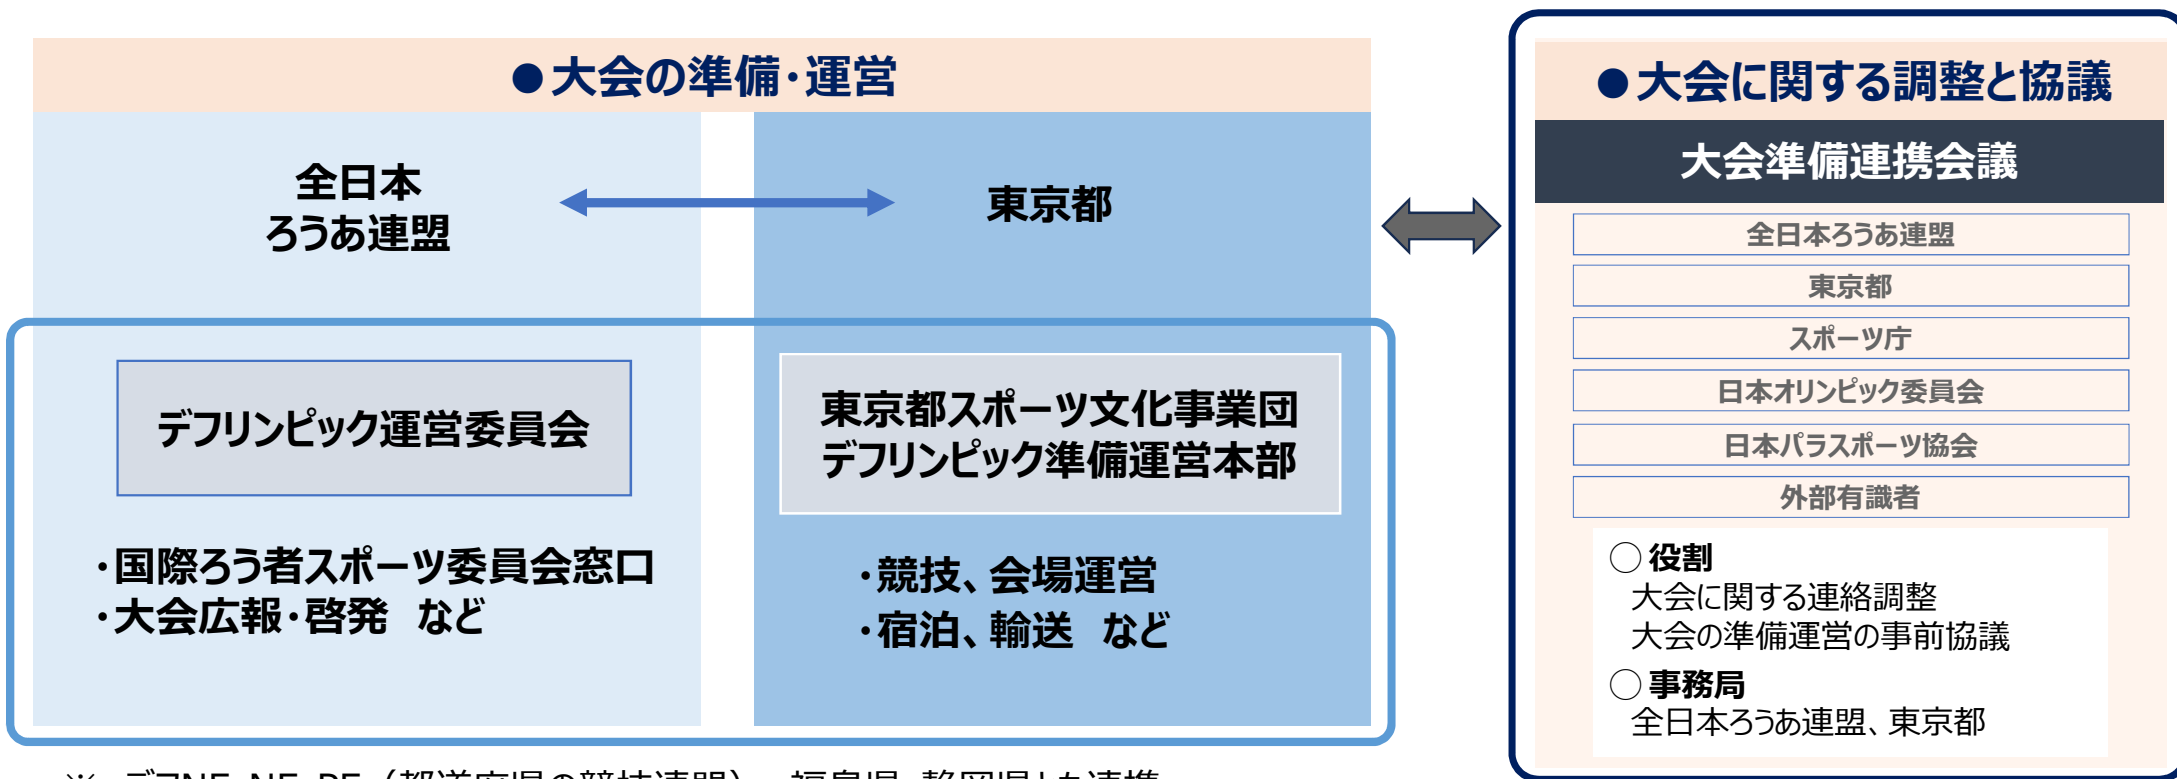 ●大会の準備・運営
全日本
ろうあ連盟
東京都
デフリンピック運営委員会
東京都スポーツ文化事業団
デフリンピック準備運営本部
・国際ろう者スポーツ委員会窓口
・大会広報・啓発　など
・競技、会場運営
・宿泊、輸送　など
●大会に関する調整と協議
大会準備連携会議
全日本ろうあ連盟
東京都
スポーツ庁
日本オリンピック委員会
日本パラスポーツ協会
外部有識者
○役割
大会に関する連絡調整
大会の準備運営の事前協議
○事務局
全日本ろうあ連盟、東京都